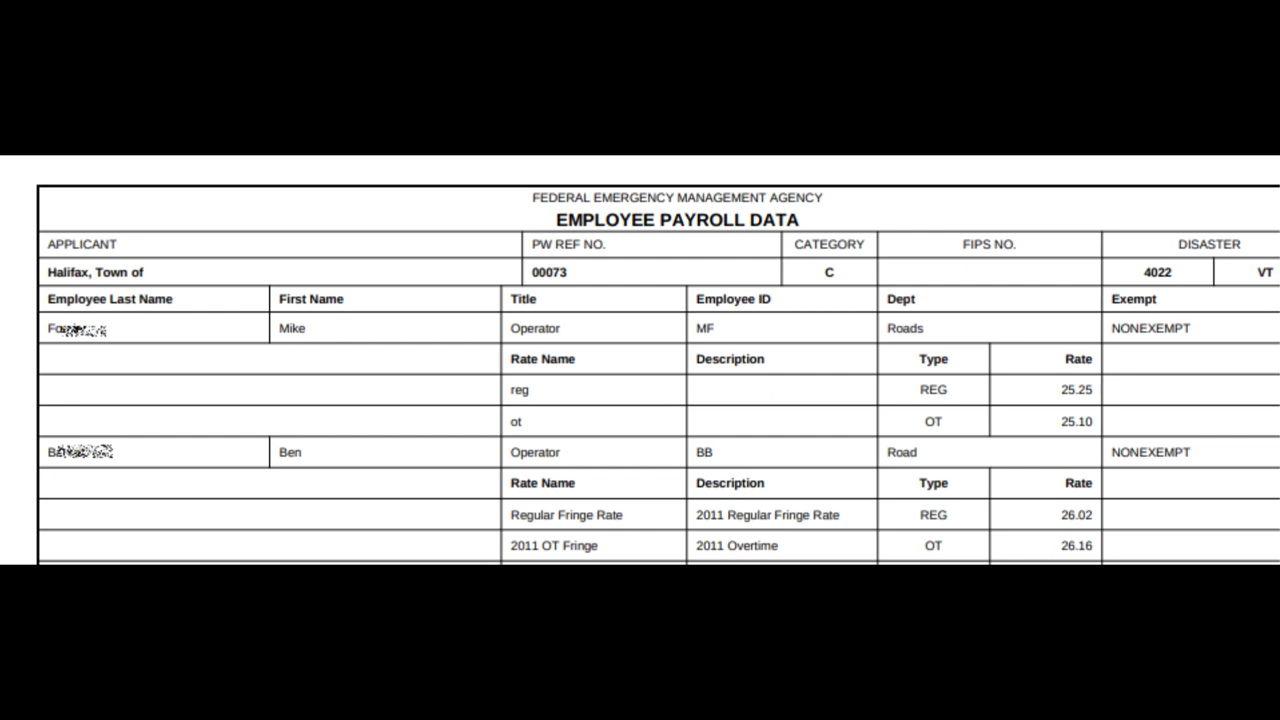 FEDERAL EMERGENCY MANAGEMENT AGENCY
EMPLOYEE PAYROLL DATA
APPLICANT PW REF NO. CATEGORY FIPS NO. DISASTER
Halifax, Town of 00073 C 4022 VT
Employee Last Name First Name Title Employee ID Dept Exempt
Mike Operator MF Roads NONEXEMPT
Rate Name Description Type Rate
reg REG 25.25
ot OT 25.10
Ben Operator BB Road NONEXEMPT
Rate Name Description Type Rate
Regular Fringe Rate 2011 Regular Fringe Rate REG 26.02
2011 OT Fringe 2011 Overtime OT 26.16